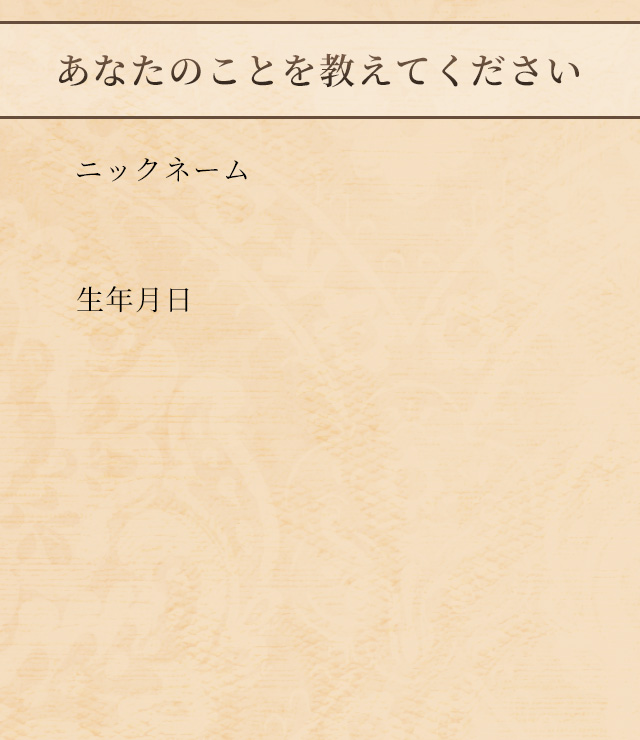 あなたのことを教えてください
ニックネーム
生年月日